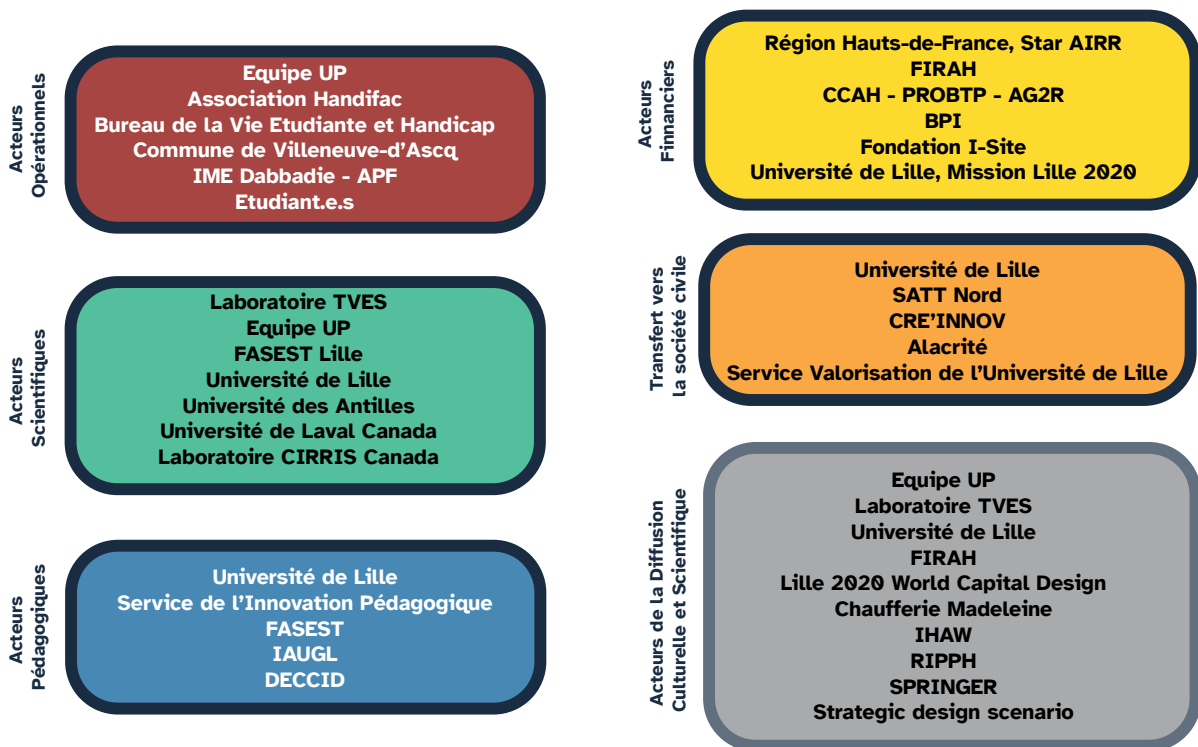 Acteurs
Opérationnels
Equipe UP
Association Handifac
Bureau de la Vie Etudiante et Handicap
Commune de Villeneuve-d'Ascq
IME Dabbadie - APF
Etudiant.e.s
Acteurs
Scientifiques
Laboratoire TVES
Equipe UP
FASEST Lille
Université de Lille
Université des Antilles
Université de Laval Canada
Laboratoire CIRRIS Canada
Acteurs
Pédagogiques
Université de Lille
Service de l'Innovation Pédagogique
FASEST
IAUGL
DECCID
Acteurs
Finnanciers
Région Hauts-de-France, Star AIRR
FIRAH
CCAH - PROBTP - AG2R
BPI
Fondation I-Site
Université de Lille, Mission Lille 2020
Transfert vers
la société civile
Université de Lille
SATT Nord
CRE'INNOV
Alacrité
Service Valorisation de l'Université de Lille
Acteurs de la Diffusion
Culturelle et Scientifique
Equipe UP
Laboratoire TVES
Université de Lille
FIRAH
Lille 2020 World Capital Design
Chaufferie Madeleine
IHAW
RIPPH
SPRINGER
Strategic design scenario